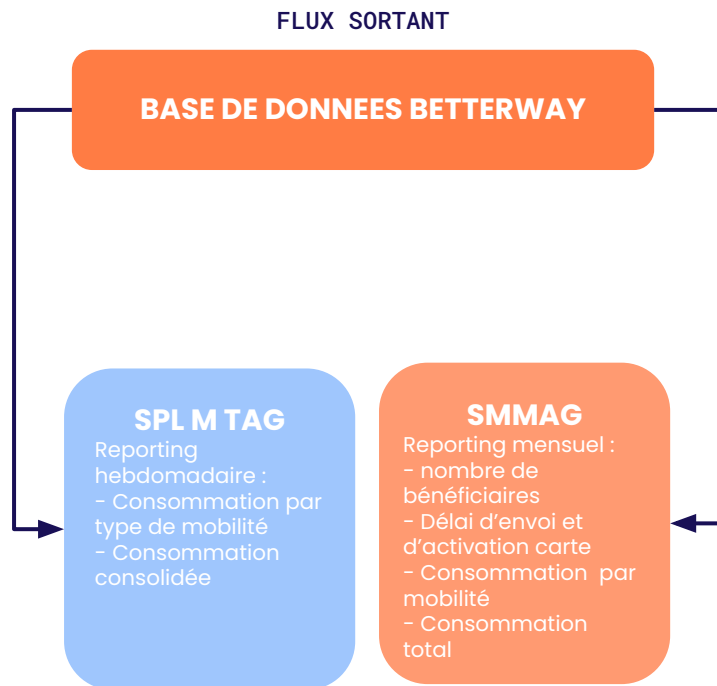 FLUX SORTANT
BASE DE DONNEES BETTERWAY
SPL M TAG
Reporting
hebdomadaire :
- Consommation par
type de mobilité
- Consommation
consolidée
SMMAG
Reporting mensuel :
- nombre de
bénéficiaires
- Délai d'envoi et
d'activation carte
- Consommation  par
mobilité
- Consommation
total